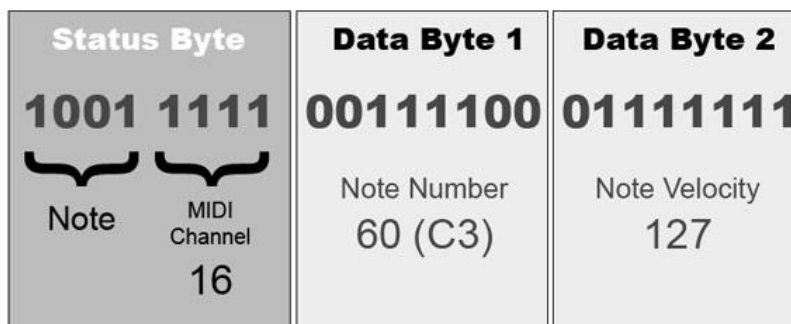 Status Byte
1001 1111
Note
MIDI
Channel
16
Data Byte 1
00111100
Note Number
60 (C3)
Data Byte 2
01111111
Note Velocity
127